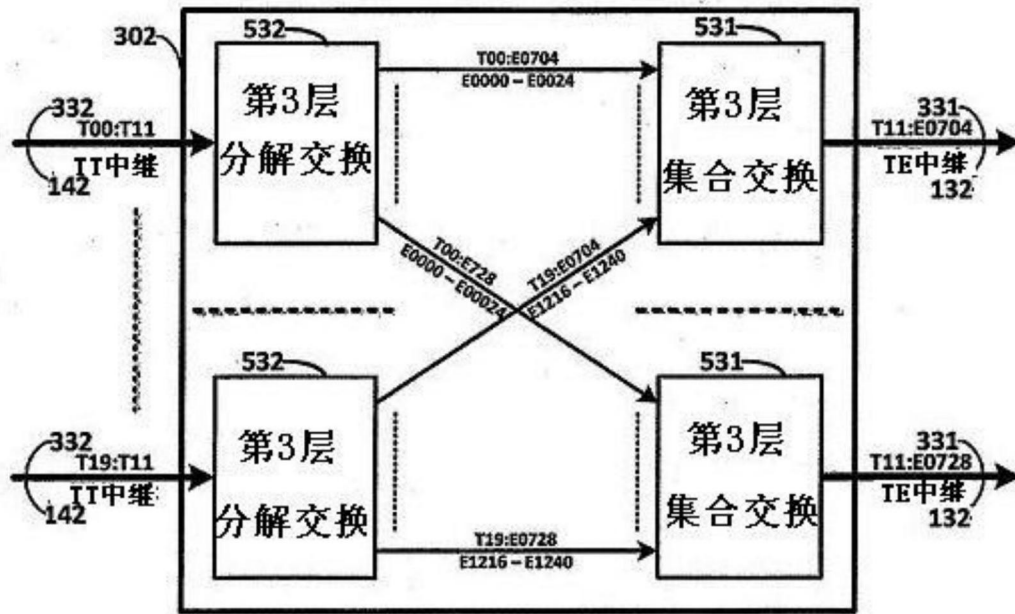 302
532
531
T00:E0704
E0000 – E0024
第3层
分解交换
第3层
集合交换
332
T00:T11
TT中继
142
331
T11:E0704
TE中继
132
T00:E728
E0000 – E00024
T19:E0704
E1216 – E1240
532
531
第3层
分解交换
第3层
集合交换
332
T19:T11
TT中继
142
331
T11:E0728
TE中继
132
T19:E0728
E1216 – E1240